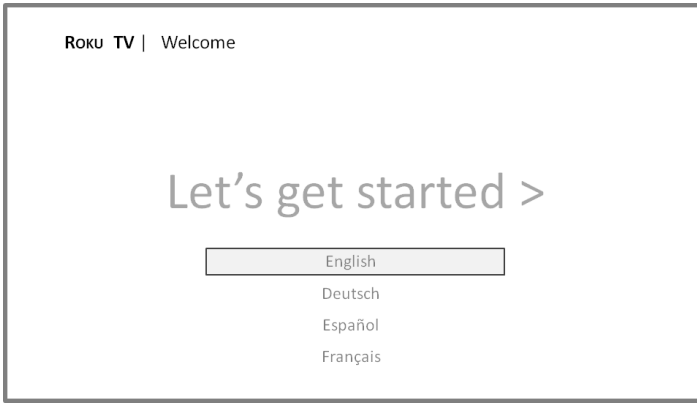 Roku TV | Welcome
Let's get started >
English
Deutsch
Español
Français